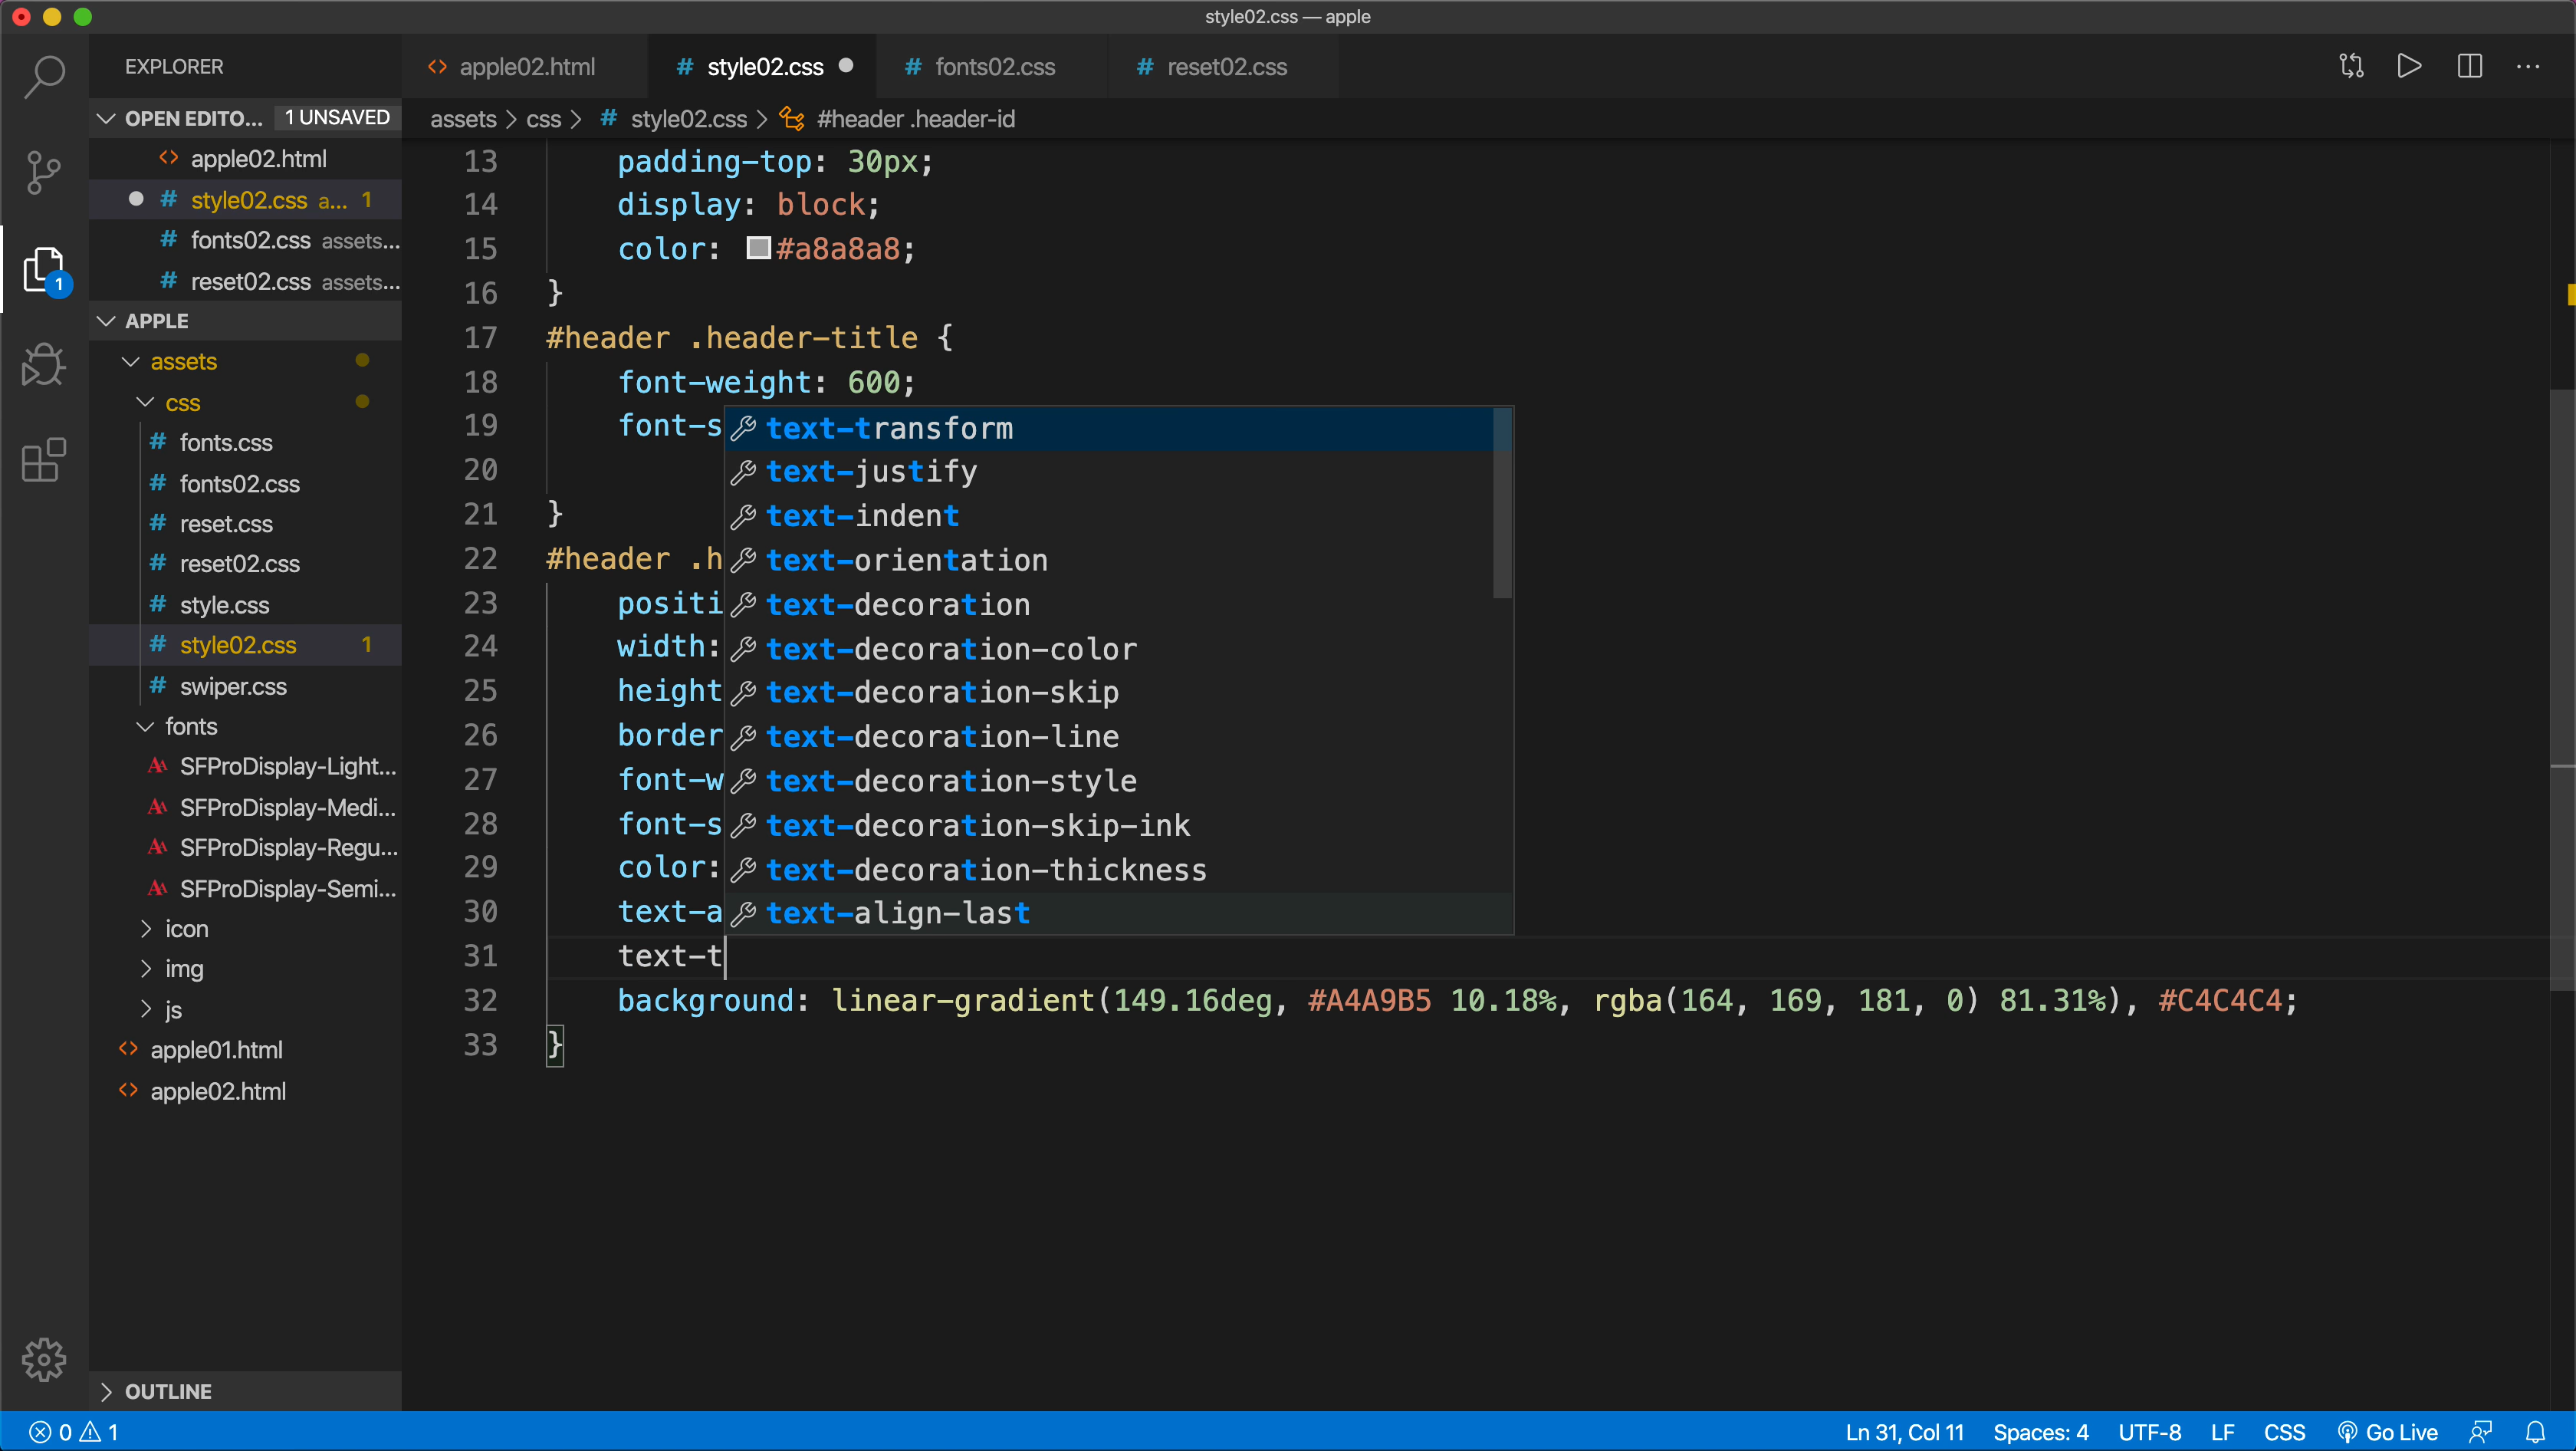 style02.css — apple
EXPLORER
apple02.html
# style02.css
# fonts02.css
# reset02.css
OPEN EDITO... 1 UNSAVED
assets > css > # style02.css > #header .header-id
apple02.html
# style02.css a... 1
# fonts02.css assets...
# reset02.css assets...
APPLE
assets
css
# fonts.css
# fonts02.css
# reset.css
# reset02.css
# style.css
# style02.css 1
# swiper.css
fonts
SFProDisplay-Light...
SFProDisplay-Medi...
SFProDisplay-Regu...
SFProDisplay-Semi...
icon
img
js
apple01.html
apple02.html
OUTLINE
1
13 padding-top: 30px;
14 display: block;
15 color: #a8a8a8;
16 }
17 #header .header-title {
18 font-weight: 600;
19 font-s
20
21 }
22 #header .h
23 positi
24 width:
25 height
26 border
27 font-w
28 font-s
29 color:
30 text-a
31 text-t
32 background: linear-gradient(149.16deg, #A4A9B5 10.18%, rgba(164, 169, 181, 0) 81.31%), #C4C4C4;
33 }
text-transform
text-justify
text-indent
text-orientation
text-decoration
text-decoration-color
text-decoration-skip
text-decoration-line
text-decoration-style
text-decoration-skip-ink
text-decoration-thickness
text-align-last
0 1
Ln 31, Col 11
Spaces: 4
UTF-8
LF
CSS
Go Live